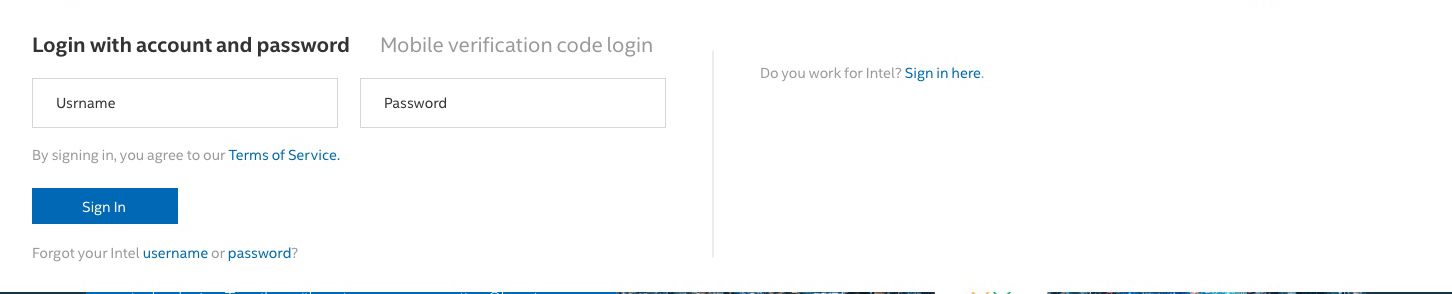 Login with account and password
Mobile verification code login
Usrname
Password
By signing in, you agree to our Terms of Service.
Sign In
Forgot your Intel username or password?
Do you work for Intel? Sign in here.